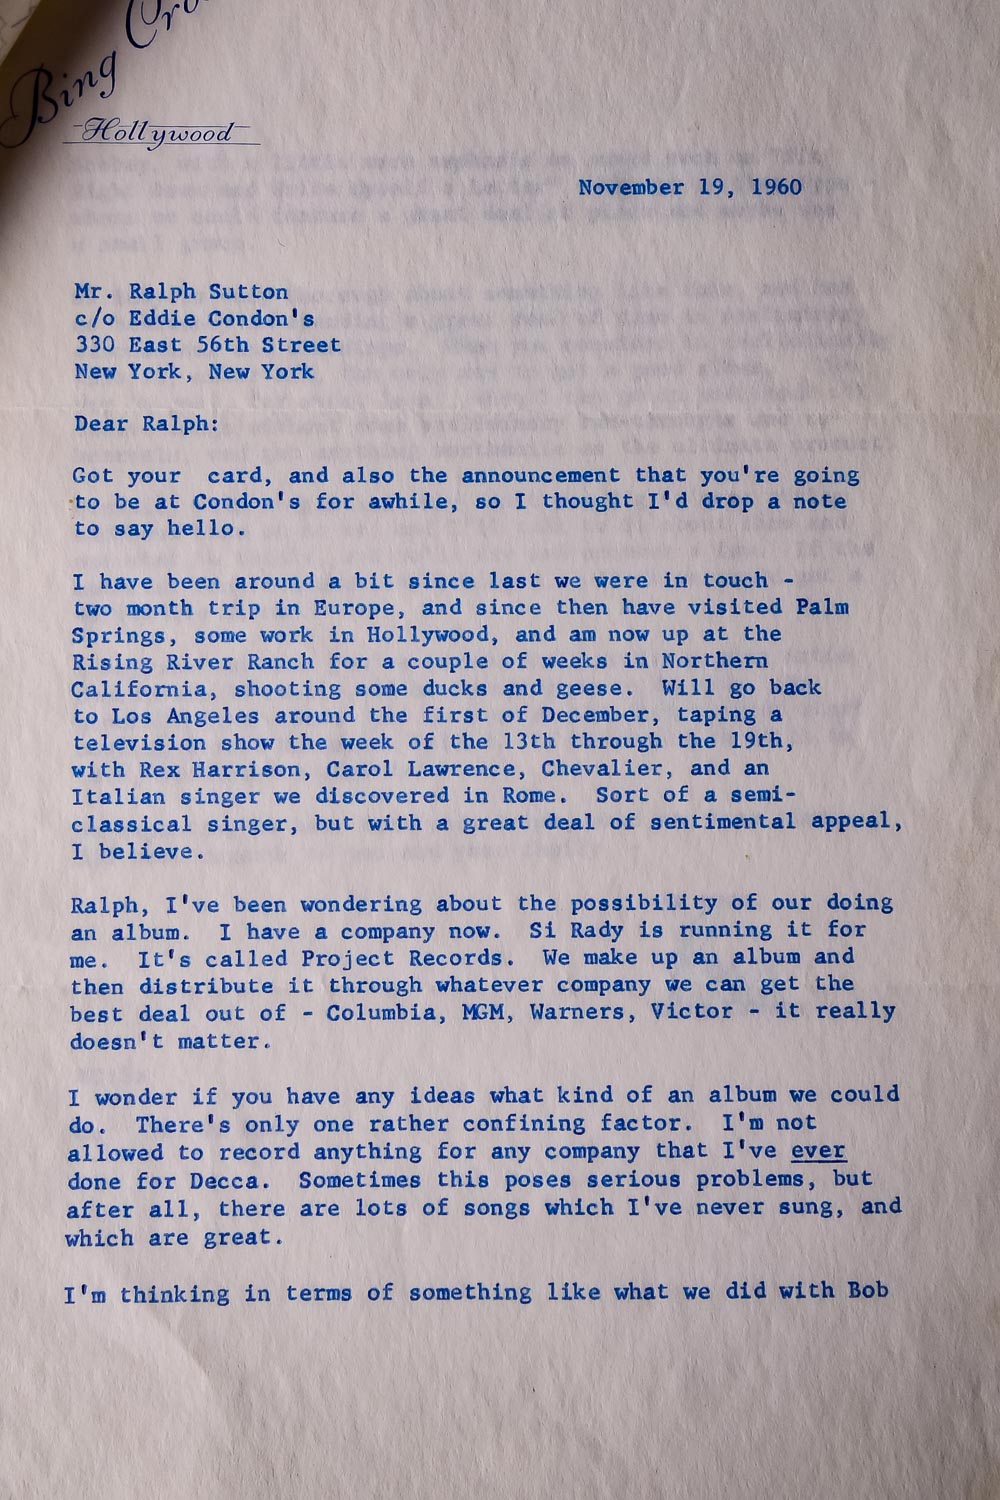 Bing Cro
Hollywood
November 19, 1960
Mr. Ralph Sutton
c/o Eddie Condon's
330 East 56th Street
New York, New York
Dear Ralph:
Got your  card, and also the announcement that you're going
to be at Condon's for awhile, so I thought I'd drop a note
to say hello.
I have been around a bit since last we were in touch -
two month trip in Europe, and since then have visited Palm
Springs, some work in Hollywood, and am now up at the
Rising River Ranch for a couple of weeks in Northern
California, shooting some ducks and geese.  Will go back
to Los Angeles around the first of December, taping a
television show the week of the 13th through the 19th,
with Rex Harrison, Carol Lawrence, Chevalier, and an
Italian singer we discovered in Rome.  Sort of a semi-
classical singer, but with a great deal of sentimental appeal,
I believe.
Ralph, I've been wondering about the possibility of our doing
an album.  I have a company now.  Si Rady is running it for
me.  It's called Project Records.  We make up an album and
then distribute it through whatever company we can get the
best deal out of - Columbia, MGM, Warners, Victor - it really
doesn't matter.
I wonder if you have any ideas what kind of an album we could
do.  There's only one rather confining factor.  I'm not
allowed to record anything for any company that I've ever
done for Decca.  Sometimes this poses serious problems, but
after all, there are lots of songs which I've never sung, and
which are great.
I'm thinking in terms of something like what we did with Bob